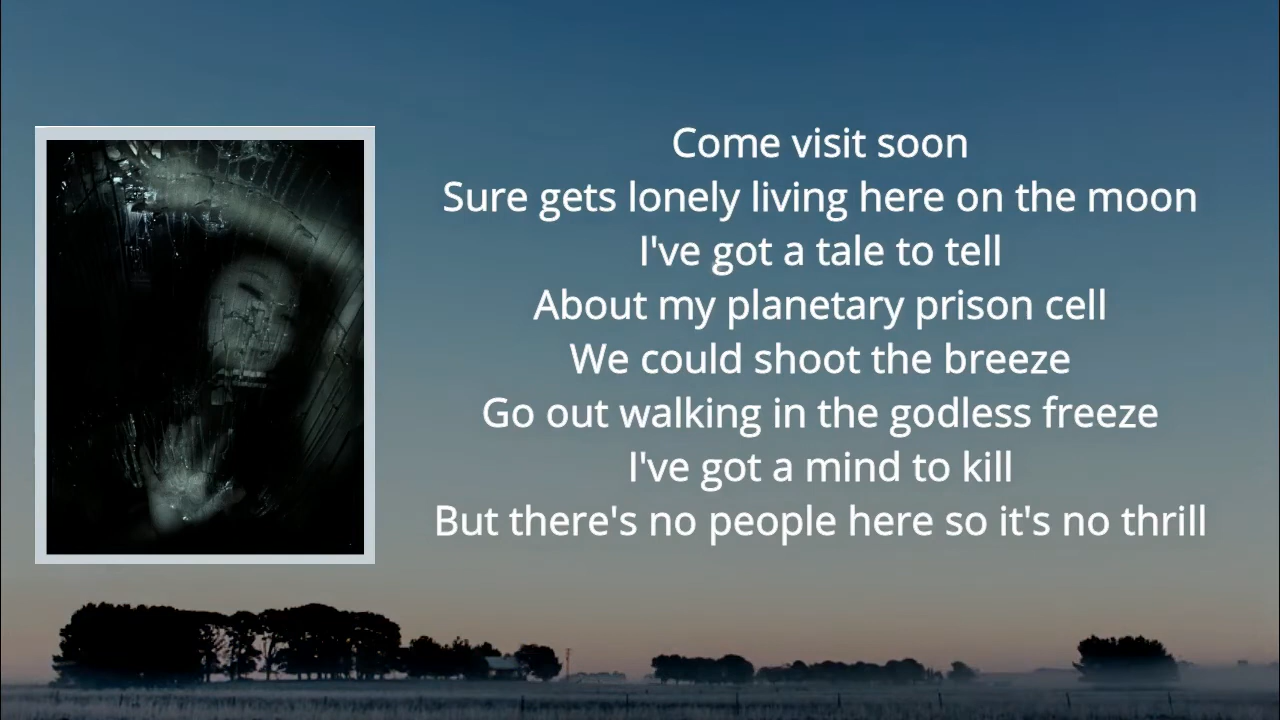 Come visit soon
Sure gets lonely living here on the moon
I've got a tale to tell
About my planetary prison cell
We could shoot the breeze
Go out walking in the godless freeze
I've got a mind to kill
But there's no people here so it's no thrill